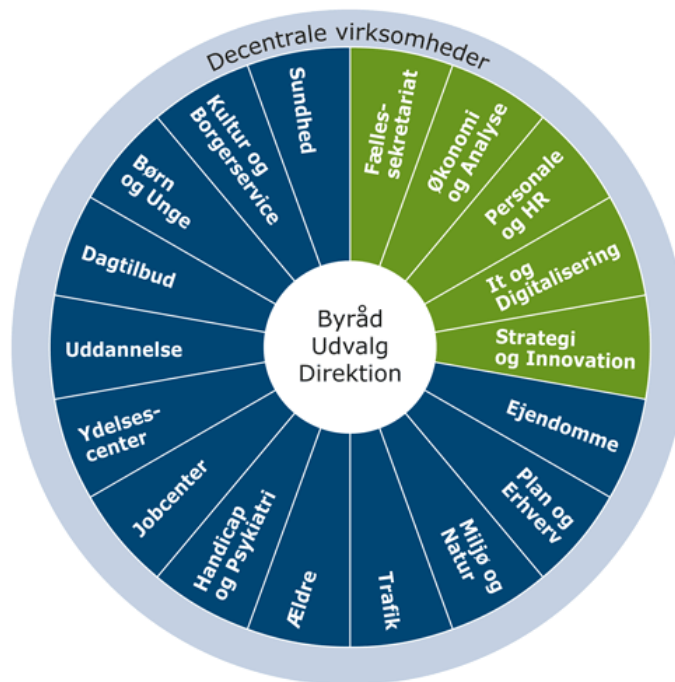 Decentrale virksomheder
Fælles-
sekretariat
Økonomi
og Analyse
Personale
og HR
It og
Digitalisering
Strategi
og Innovation
Ejendomme
Plan og
Erhverv
Miljø og
Natur
Trafik
Ældre
Handicap
og Psykiatri
Jobcenter
Ydelses-
center
Uddannelse
Dagtilbud
Børn
og Unge
Kultur og
Borgerservice
Sundhed
Byråd
Udvalg
Direktion